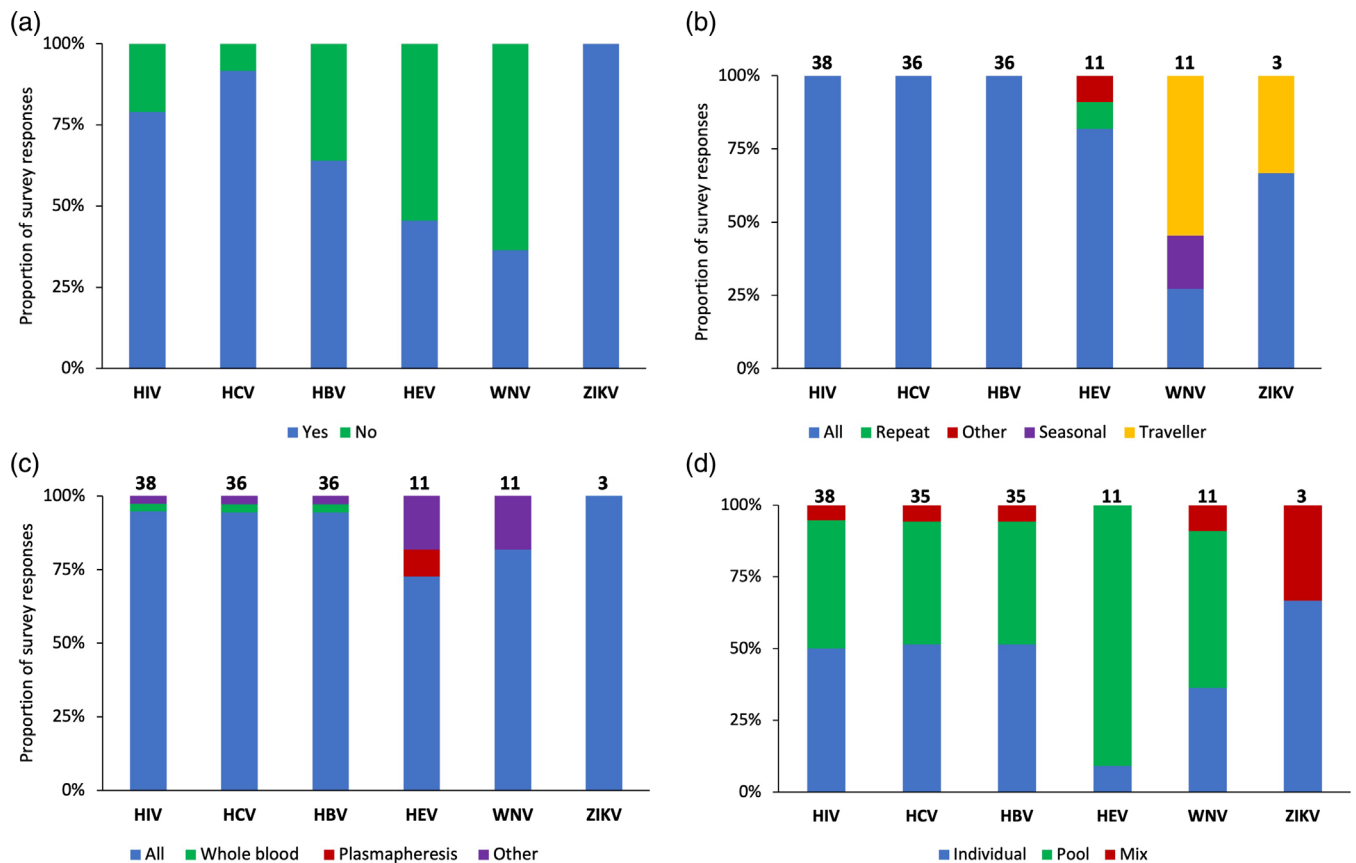 (a)
100%
75%
50%
25%
0%
Proportion of survey responses
HIV HCV HBV HEV WNV ZIKV
Yes No
(b)
38 36 36 11 11 3
100%
75%
50%
25%
0%
Proportion of survey responses
HIV HCV HBV HEV WNV ZIKV
All Repeat Other Seasonal Traveller
(c)
38 36 36 11 11 3
100%
75%
50%
25%
0%
Proportion of survey responses
HIV HCV HBV HEV WNV ZIKV
All Whole blood Plasmapheresis Other
(d)
38 35 35 11 11 3
100%
75%
50%
25%
0%
HIV HCV HBV HEV WNV ZIKV
Individual Pool Mix